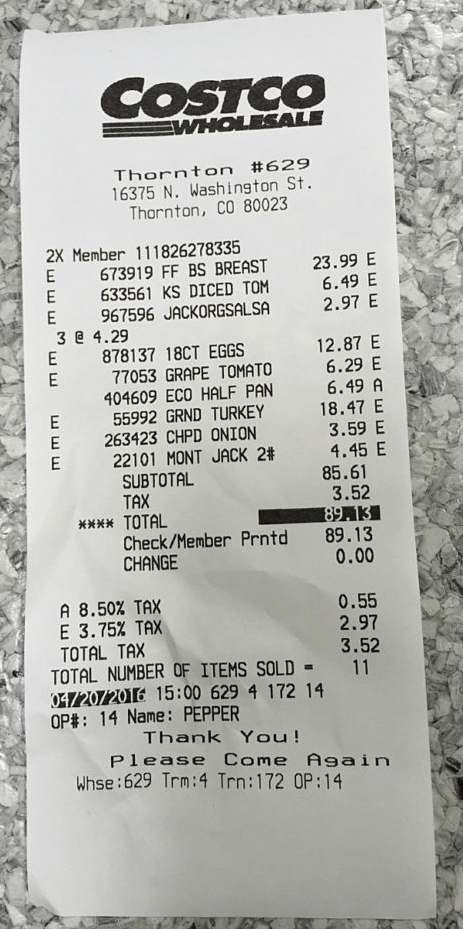 COSTCO
WHOLESALE
Thornton #629
16375 N. Washington St.
Thornton, CO 80023
2X Member 111826278335
E 673919 FF BS BREAST 23.99 E
E 633561 KS DICED TOM 6.49 E
E 967596 JACKORGSALSA 2.97 E
3 @ 4.29
E 878137 18CT EGGS 12.87 E
E 77053 GRAPE TOMATO 6.29 E
404609 ECO HALF PAN 6.49 A
E 55992 GRND TURKEY 18.47 E
E 263423 CHPD ONION 3.59 E
E 22101 MONT JACK 2# 4.45 E
SUBTOTAL 85.61
TAX 3.52
**** TOTAL 89.13
Check/Member Prntd 89.13
CHANGE 0.00
A 8.50% TAX 0.55
E 3.75% TAX 2.97
TOTAL TAX 3.52
TOTAL NUMBER OF ITEMS SOLD = 11
04/20/2016 15:00 629 4 172 14
OP#: 14 Name: PEPPER
Thank You!
Please Come Again
Whse:629 Trm:4 Trn:172 OP:14